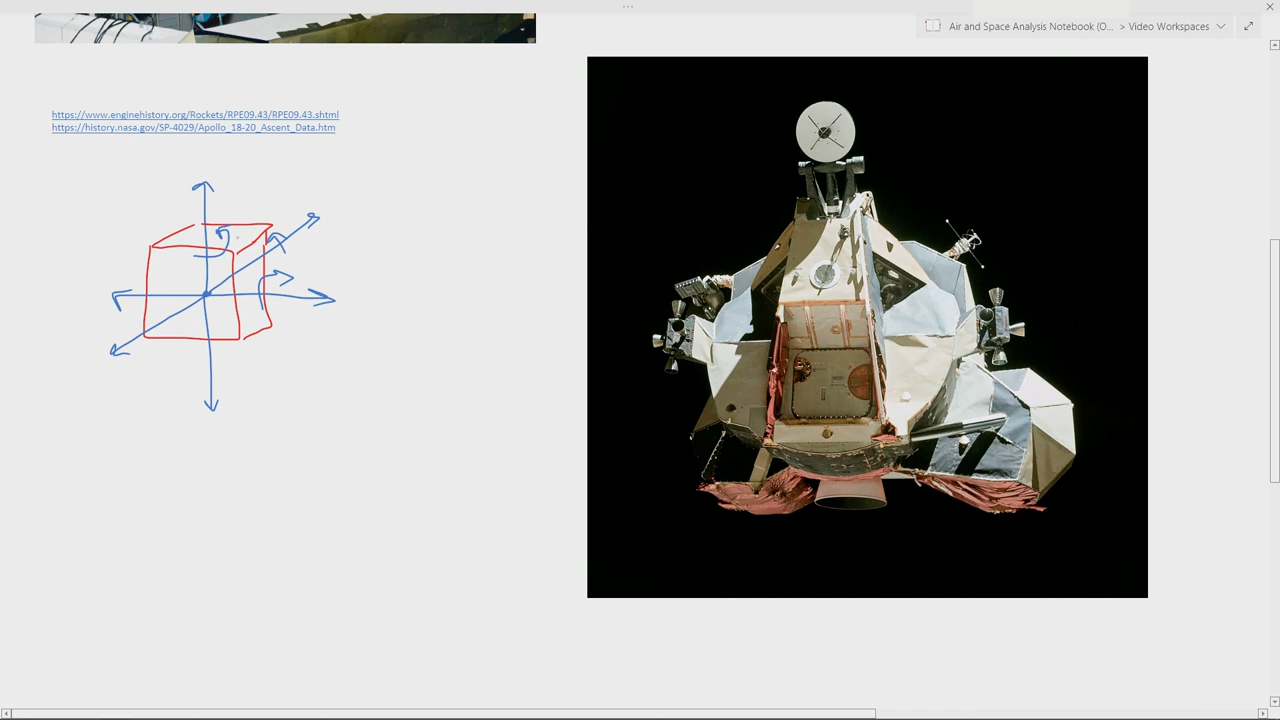 Air and Space Analysis Notebook (O... > Video Workspaces
https://www.enginehistory.org/Rockets/RPE09.43/RPE09.43.shtml
https://history.nasa.gov/SP-4029/Apollo_18-20_Ascent_Data.htm